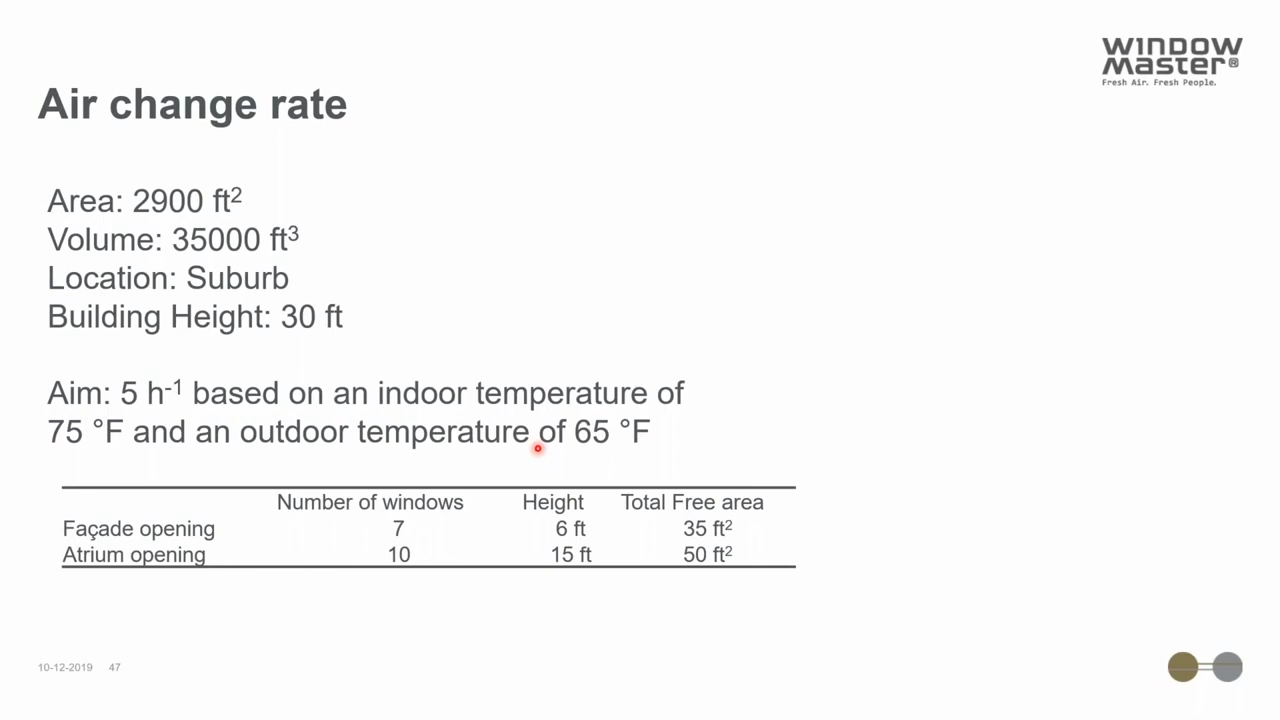 WINDOW
Master®
Fresh Air. Fresh People.
Air change rate
Area: 2900 ft²
Volume: 35000 ft³
Location: Suburb
Building Height: 30 ft
Aim: 5 h⁻¹ based on an indoor temperature of
75 °F and an outdoor temperature of 65 °F
Number of windows Height Total Free area
Façade opening 7 6 ft 35 ft²
Atrium opening 10 15 ft 50 ft²
10-12-2019 47